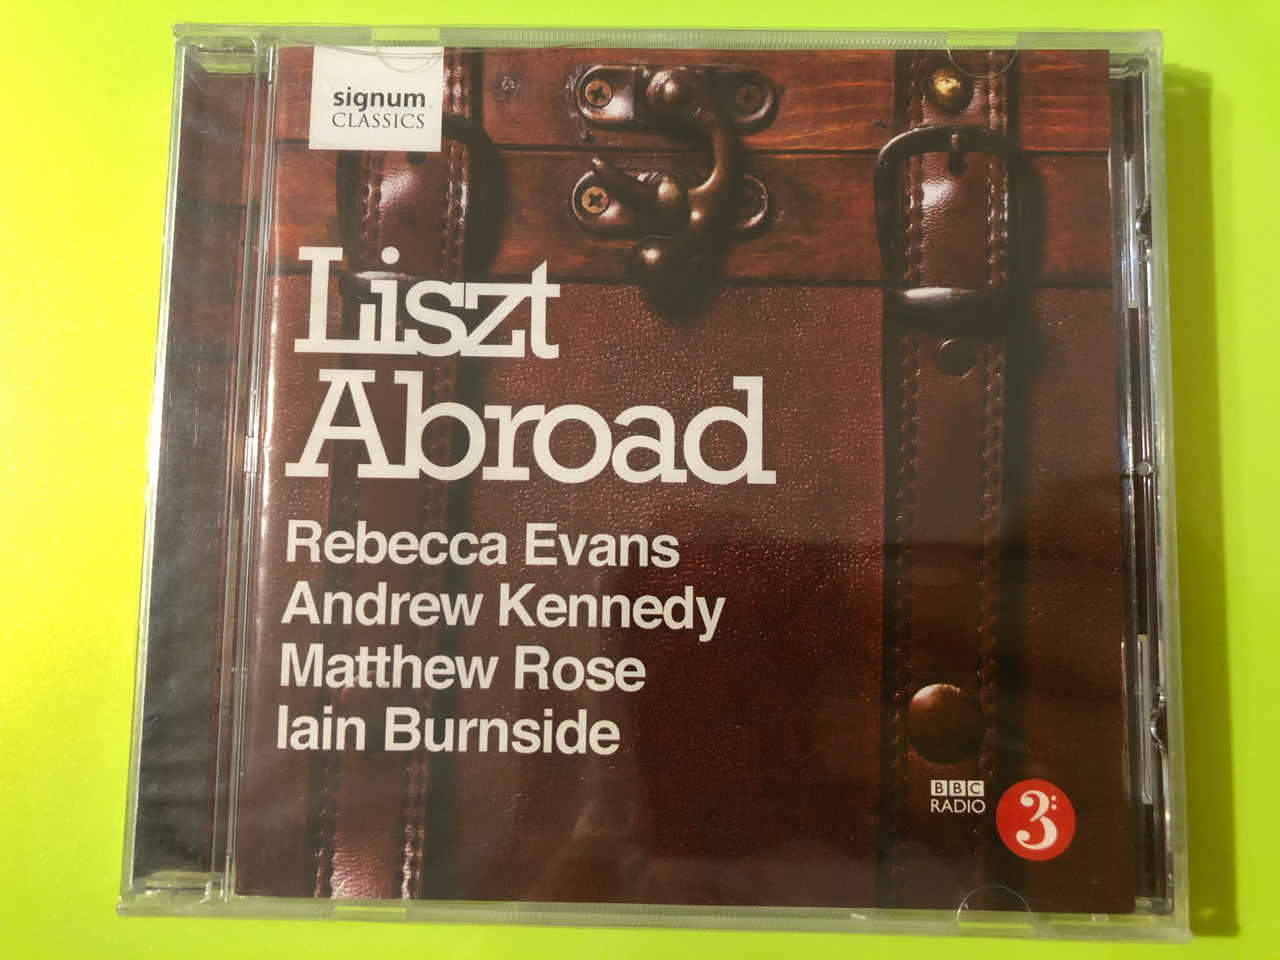 signum
CLASSICS
Liszt
Abroad
Rebecca Evans
Andrew Kennedy
Matthew Rose
Iain Burnside
BBC
RADIO
3